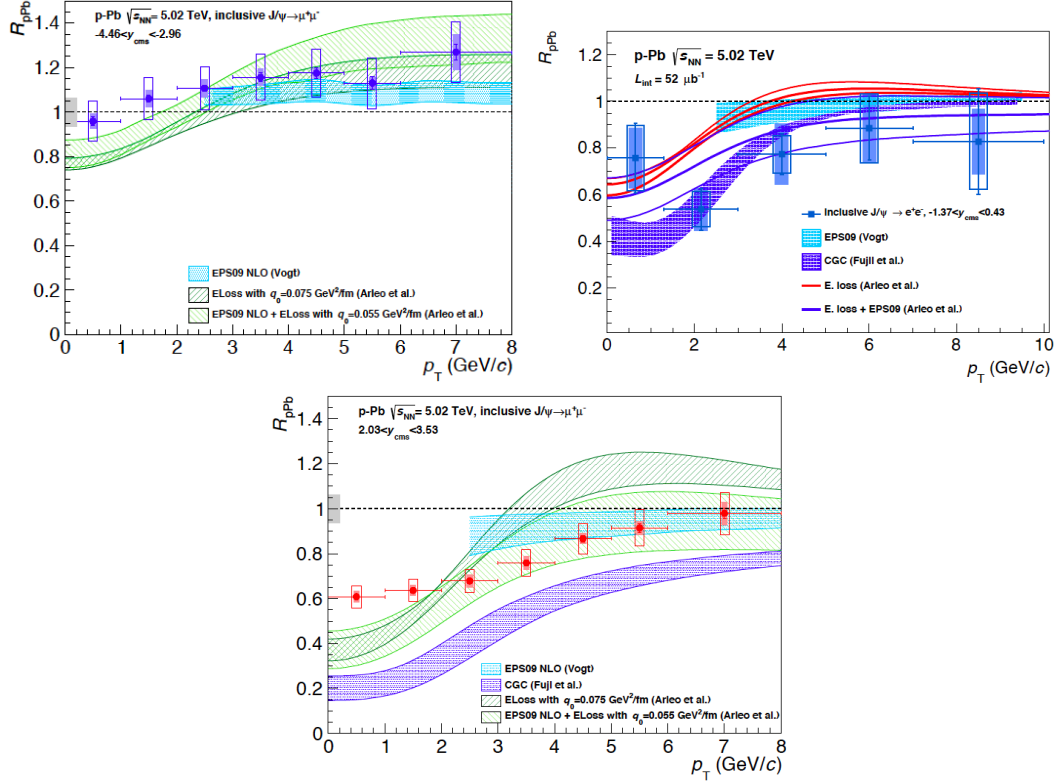 p-Pb √sNN= 5.02 TeV, inclusive J/ψ→μ+μ-
-4.46<ycms<-2.96
RpPb
1.4
1.2
1
0.8
0.6
0.4
0.2
0
EPS09 NLO (Vogt)
ELoss with q0=0.075 GeV2/fm (Arleo et al.)
EPS09 NLO + ELoss with q0=0.055 GeV2/fm (Arleo et al.)
0 1 2 3 4 5 6 7 8
pT (GeV/c)
p-Pb √sNN = 5.02 TeV
Lint = 52 μb-1
RpPb
1.2
1
0.8
0.6
0.4
0.2
Inclusive J/ψ → e+e-, -1.37<ycms<0.43
EPS09 (Vogt)
CGC (Fujii et al.)
E. loss (Arleo et al.)
E. loss + EPS09 (Arleo et al.)
0 1 2 3 4 5 6 7 8 9 10
pT (GeV/c)
p-Pb √sNN= 5.02 TeV, inclusive J/ψ→μ+μ-
2.03<ycms<3.53
RpPb
1.4
1.2
1
0.8
0.6
0.4
0.2
0
EPS09 NLO (Vogt)
CGC (Fujii et al.)
ELoss with q0=0.075 GeV2/fm (Arleo et al.)
EPS09 NLO + ELoss with q0=0.055 GeV2/fm (Arleo et al.)
0 1 2 3 4 5 6 7 8
pT (GeV/c)